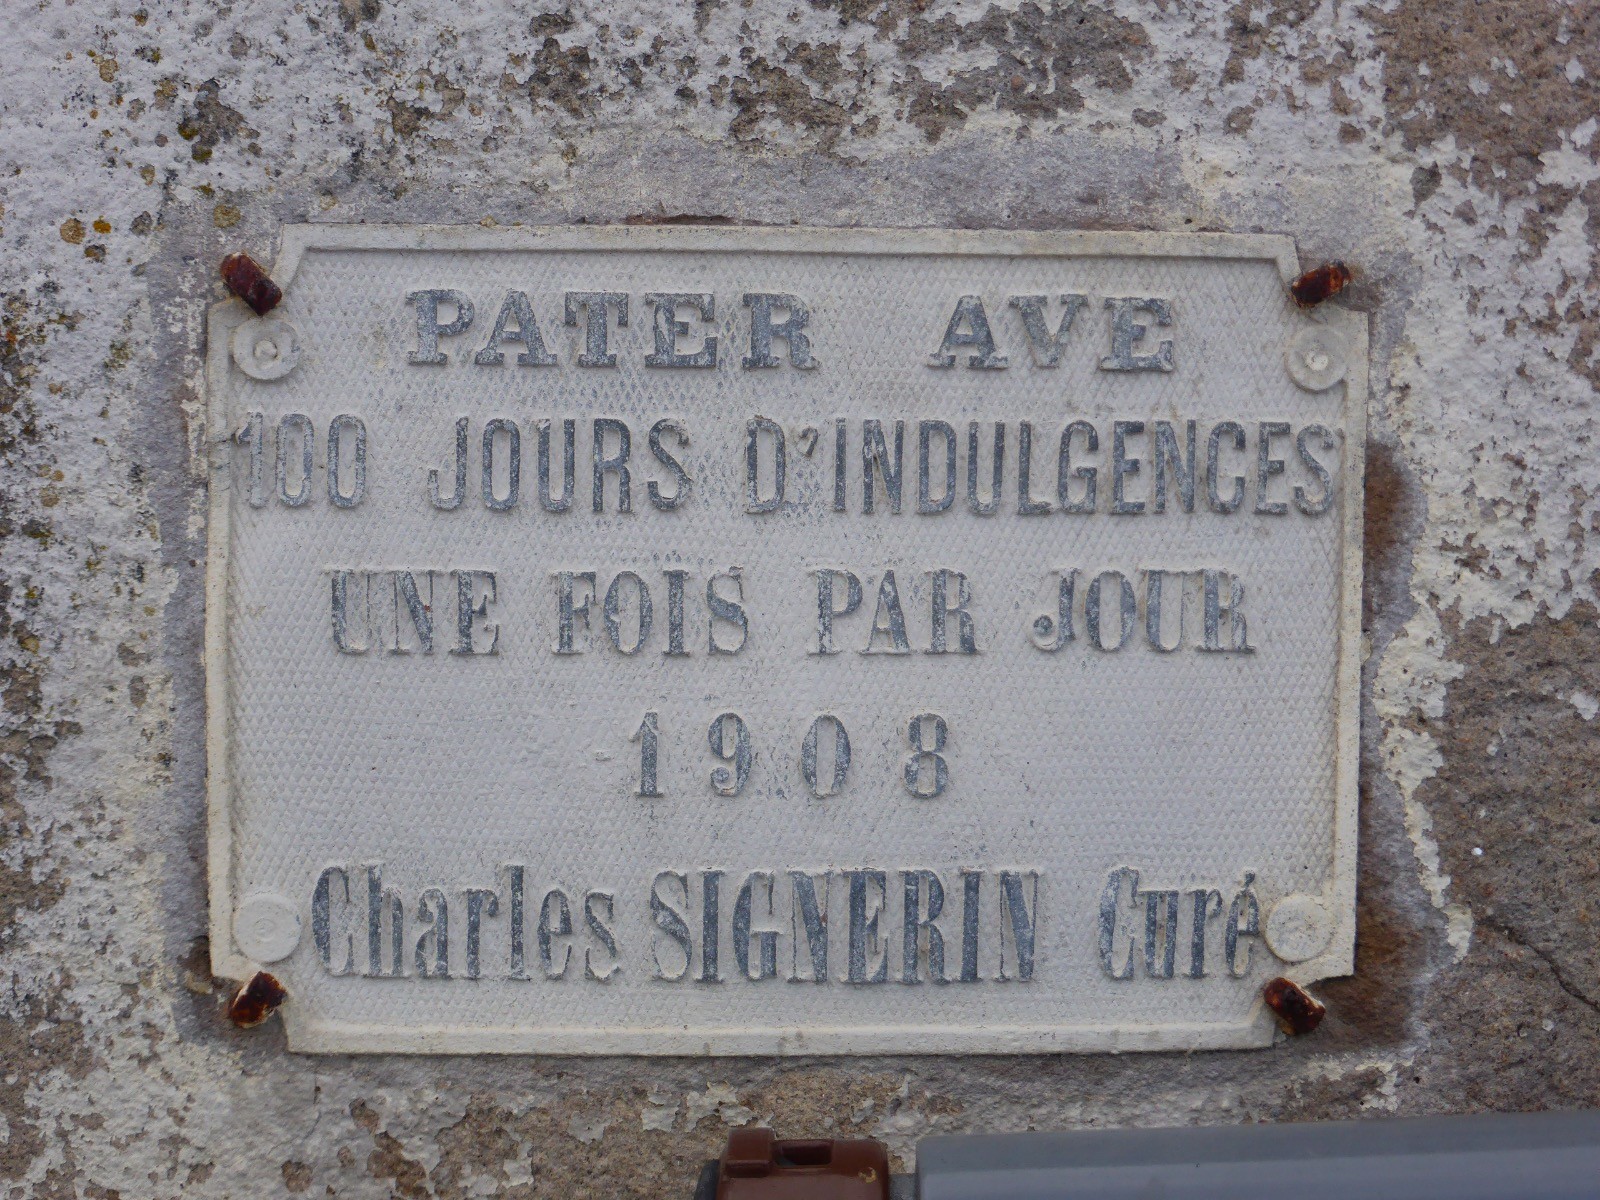 PATER AVE
100 JOURS D'INDULGENCES
UNE FOIS PAR JOUR
1908
Charles SIGNERIN Curé